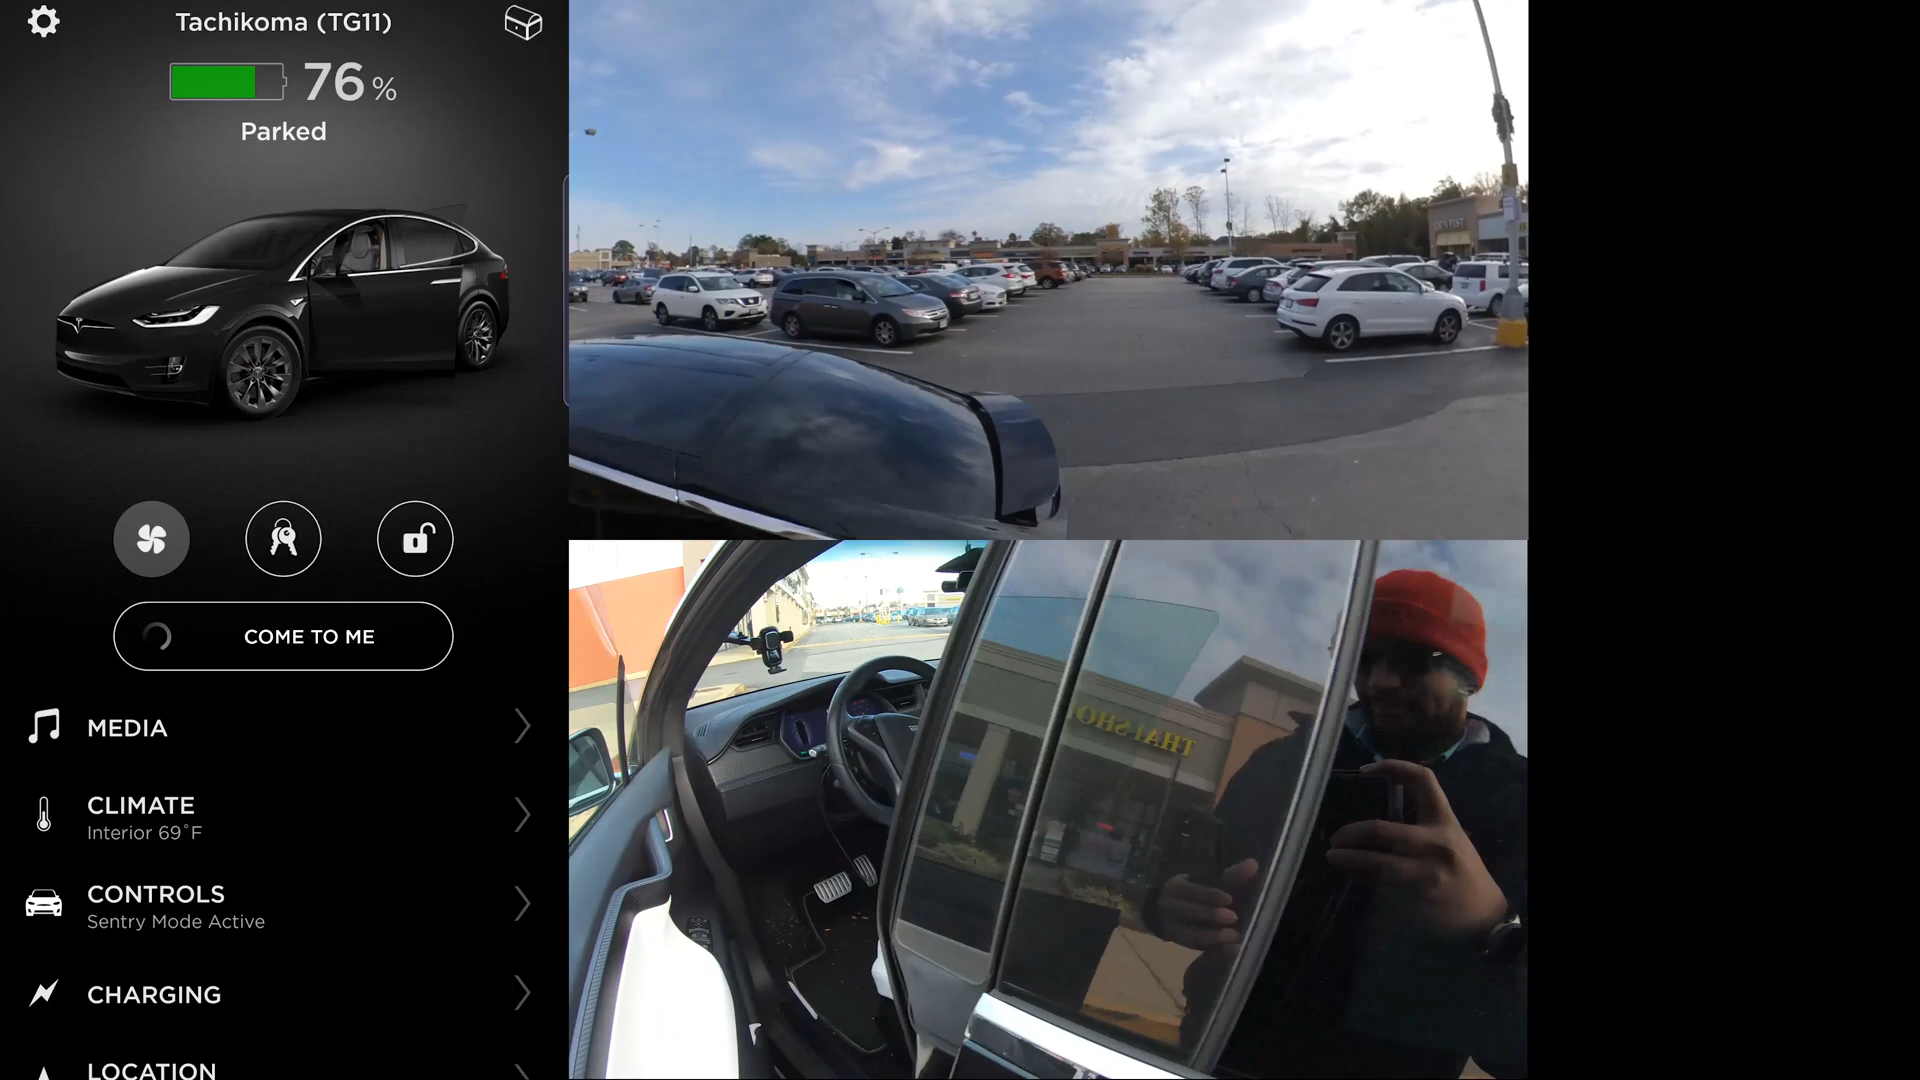 Tachikoma (TG11)
76 %
Parked
COME TO ME
MEDIA
CLIMATE
Interior 69°F
CONTROLS
Sentry Mode Active
CHARGING
LOCATION
DENTIST
THAI SHO